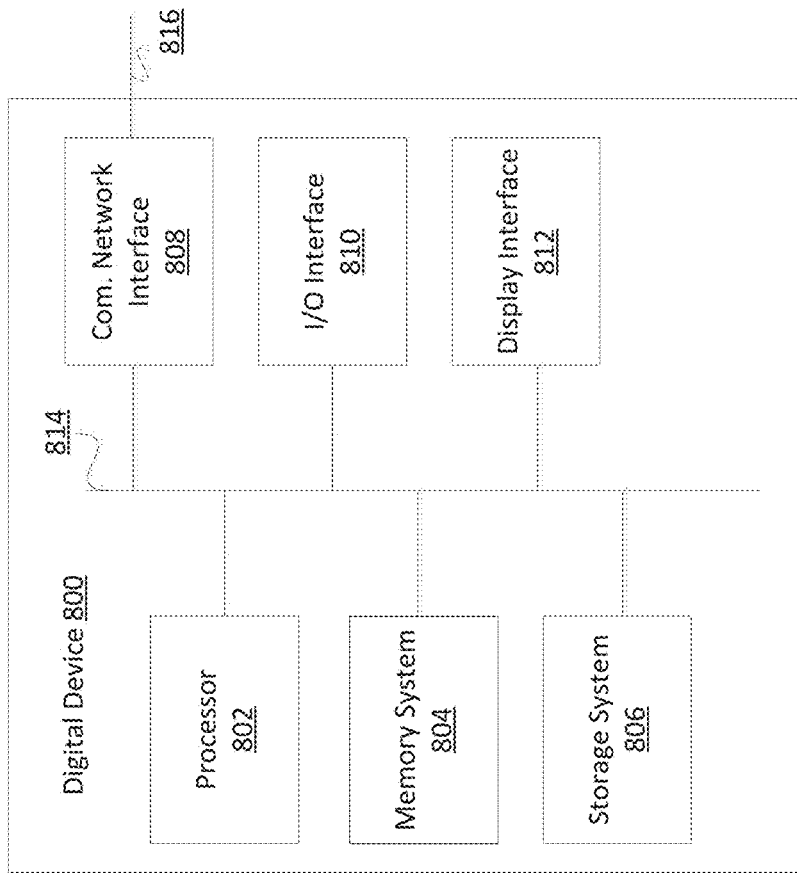 Digital Device 800
Processor
802
Memory System
804
Storage System
806
814
Com. Network
Interface
808
I/O Interface
810
Display Interface
812
816